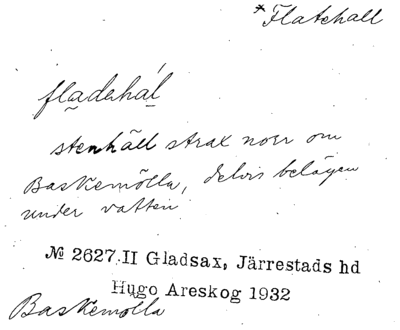 *Flatehall
fladehál
stenhäll strax norr om
Baskemölla, delvis belägen
under vatten
№ 2627.II Gladsax, Järrestads hd
Hugo Areskog 1932
Baskemölla